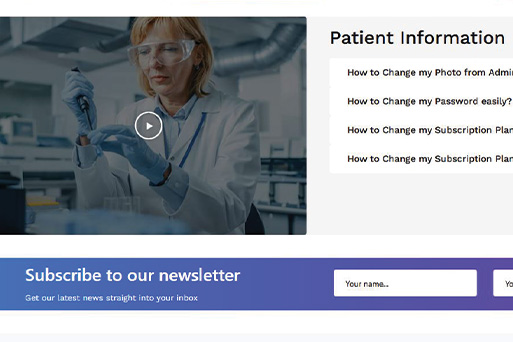 Patient Information
How to Change my Photo from Admin
How to Change my Password easily?
How to Change my Subscription Plan
How to Change my Subscription Plan
Subscribe to our newsletter
Get our latest news straight into your inbox
Your name...
Yo